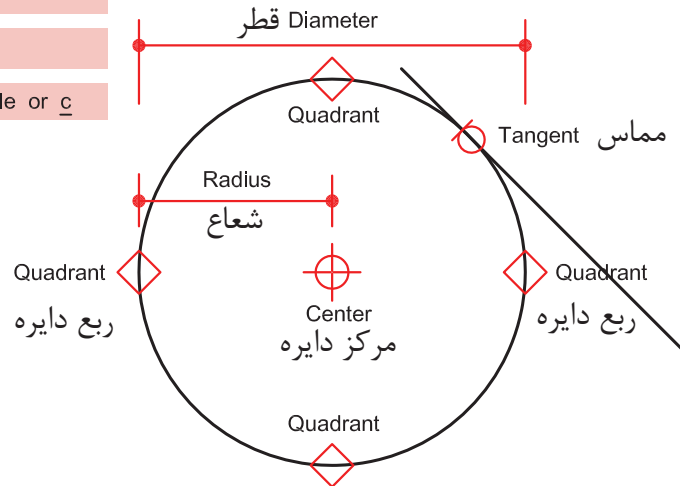 قطر Diameter
le or c
Quadrant
Tangent مماس
Radius
شعاع
Quadrant
Quadrant
ربع دایره
ربع دایره
Center
مرکز دایره
Quadrant